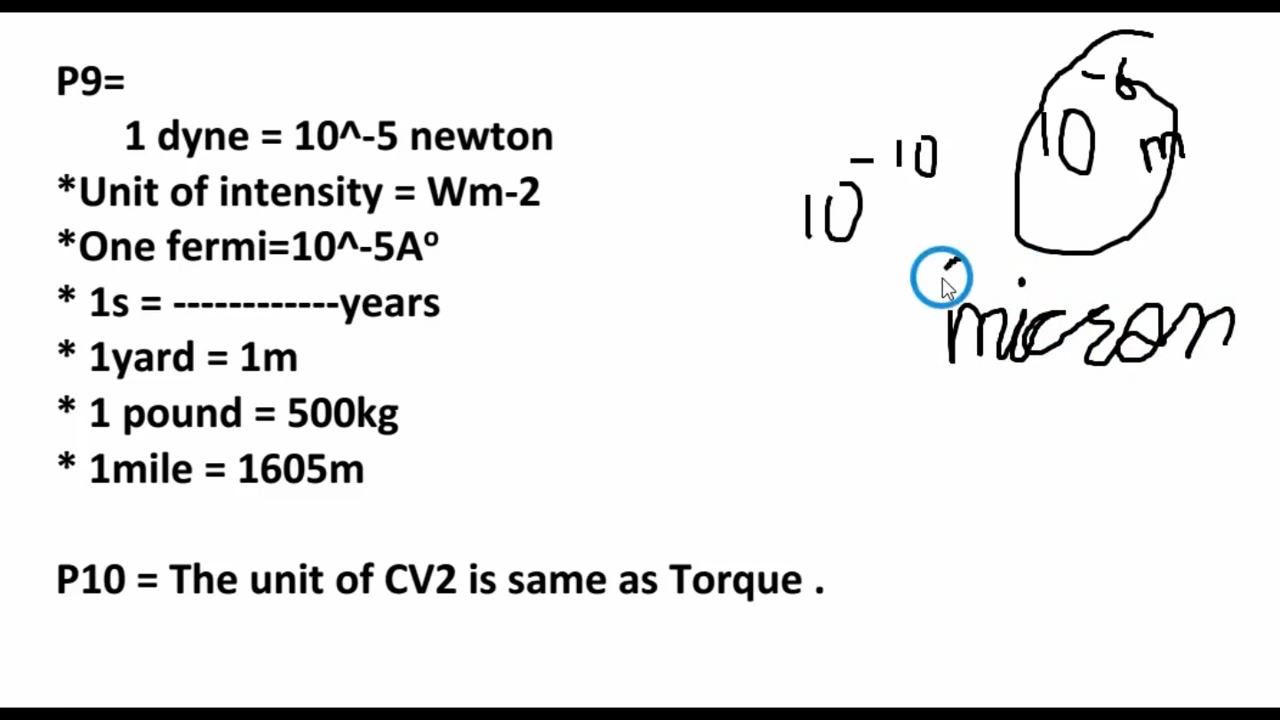 P9=
1 dyne = 10^-5 newton
*Unit of intensity = Wm-2
*One fermi=10^-5Aº
* 1s = ------------years
* 1yard = 1m
* 1 pound = 500kg
* 1mile = 1605m
P10 = The unit of CV2 is same as Torque .
10^-6 m
10^-10
micron